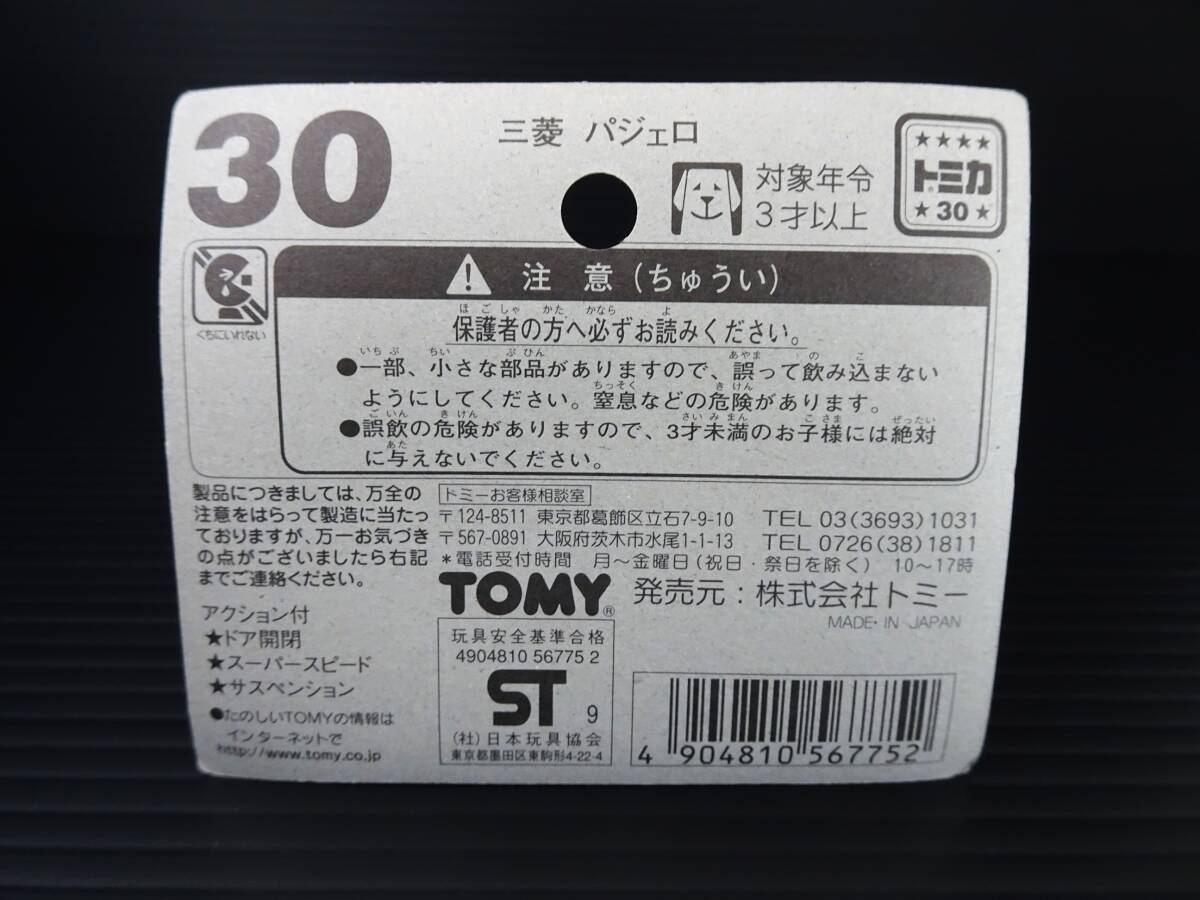 30
三菱 パジェロ
対象年令
3才以上
★★★★
トミカ
★30★
くちにいれない
注意(ちゅうい)
ほごしゃ かた かなら よ
保護者の方へ必ずお読みください。
いちぶ ちい ぶひん あやま の こ
●一部、小さな部品がありますので、誤って飲み込まない
ちっそく きけん
ようにしてください。窒息などの危険があります。
ごいん きけん さいみまん こさま ぜったい
●誤飲の危険がありますので、3才未満のお子様には絶対
あた
に与えないでください。
製品につきましては、万全の
注意をはらって製造に当たっ
ておりますが、万一お気づき
の点がございましたら右記
までご連絡ください。
トミーお客様相談室
〒124-8511 東京都葛飾区立石7-9-10 TEL 03(3693)1031
〒567-0891 大阪府茨木市水尾1-1-13 TEL 0726(38)1811
*電話受付時間 月〜金曜日(祝日・祭日を除く) 10〜17時
TOMY® 発売元:株式会社トミー
MADE・IN JAPAN
アクション付
★ドア開閉
★スーパースピード
★サスペンション
●たのしいTOMYの情報は
インターネットで
http://www.tomy.co.jp
玩具安全基準合格
4904810 56775 2
ST 9
(社)日本玩具協会
東京都墨田区東駒形4-22-4
4 904810 567752